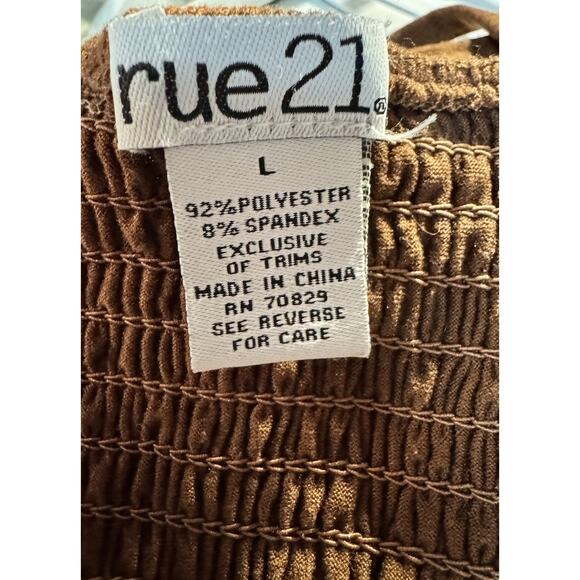 rue21®
L
92%POLYESTER
8% SPANDEX
EXCLUSIVE
OF TRIMS
MADE IN CHINA
RN 70829
SEE REVERSE
FOR CARE